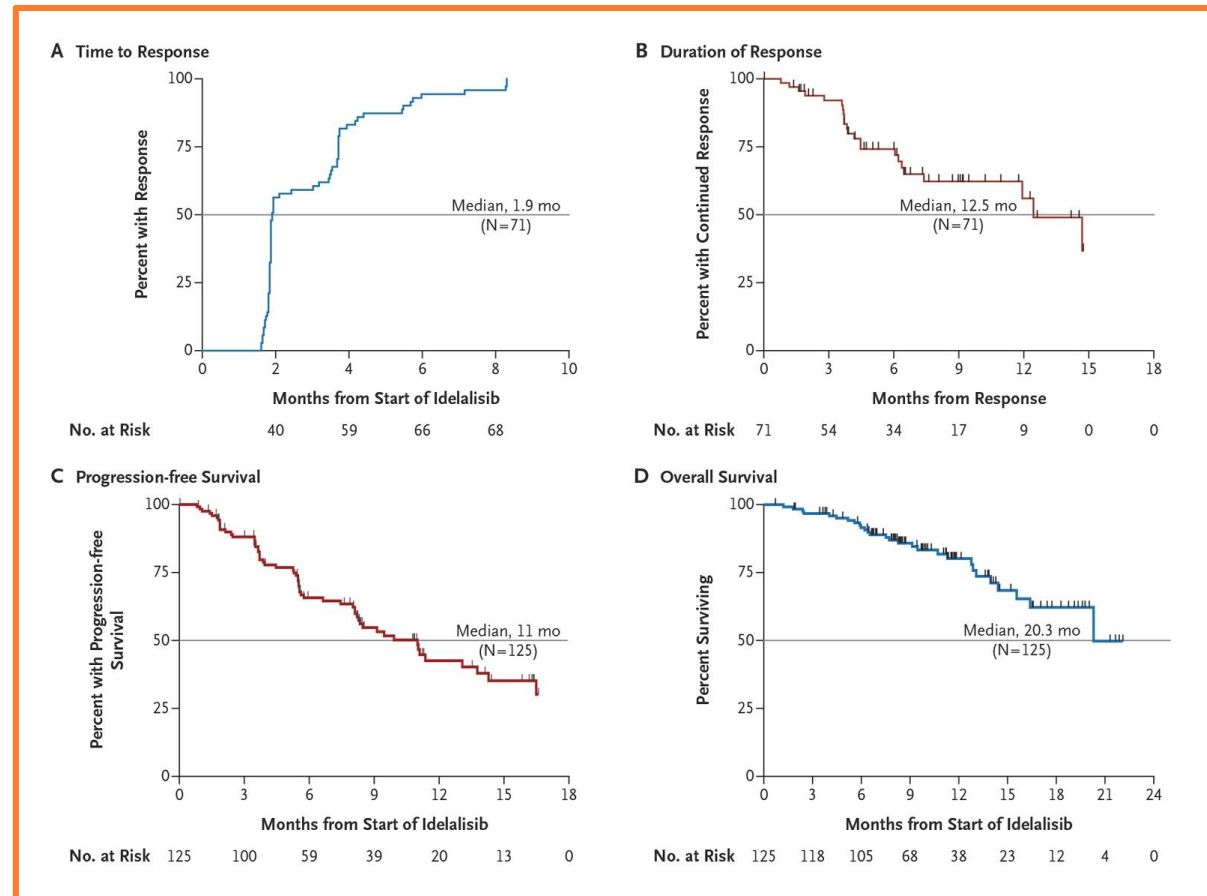 A Time to Response
100
75
50
25
0
Percent with Response
Median, 1.9 mo
(N=71)
0 2 4 6 8 10
Months from Start of Idelalisib
No. at Risk 40 59 66 68
B Duration of Response
100
75
50
25
0
Percent with Continued Response
Median, 12.5 mo
(N=71)
0 3 6 9 12 15 18
Months from Response
No. at Risk 71 54 34 17 9 0 0
C Progression-free Survival
100
75
50
25
0
Percent with Progression-free
Survival
Median, 11 mo
(N=125)
0 3 6 9 12 15 18
Months from Start of Idelalisib
No. at Risk 125 100 59 39 20 13 0
D Overall Survival
100
75
50
25
0
Percent Surviving
Median, 20.3 mo
(N=125)
0 3 6 9 12 15 18 21 24
Months from Start of Idelalisib
No. at Risk 125 118 105 68 38 23 12 4 0